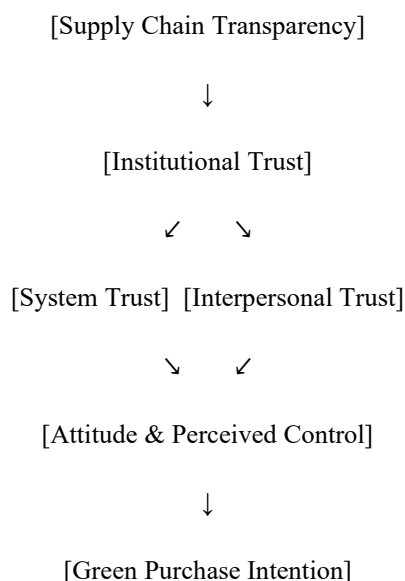 [Supply Chain Transparency]
↓
[Institutional Trust]
↙ ↘
[System Trust] [Interpersonal Trust]
↘ ↙
[Attitude & Perceived Control]
↓
[Green Purchase Intention]